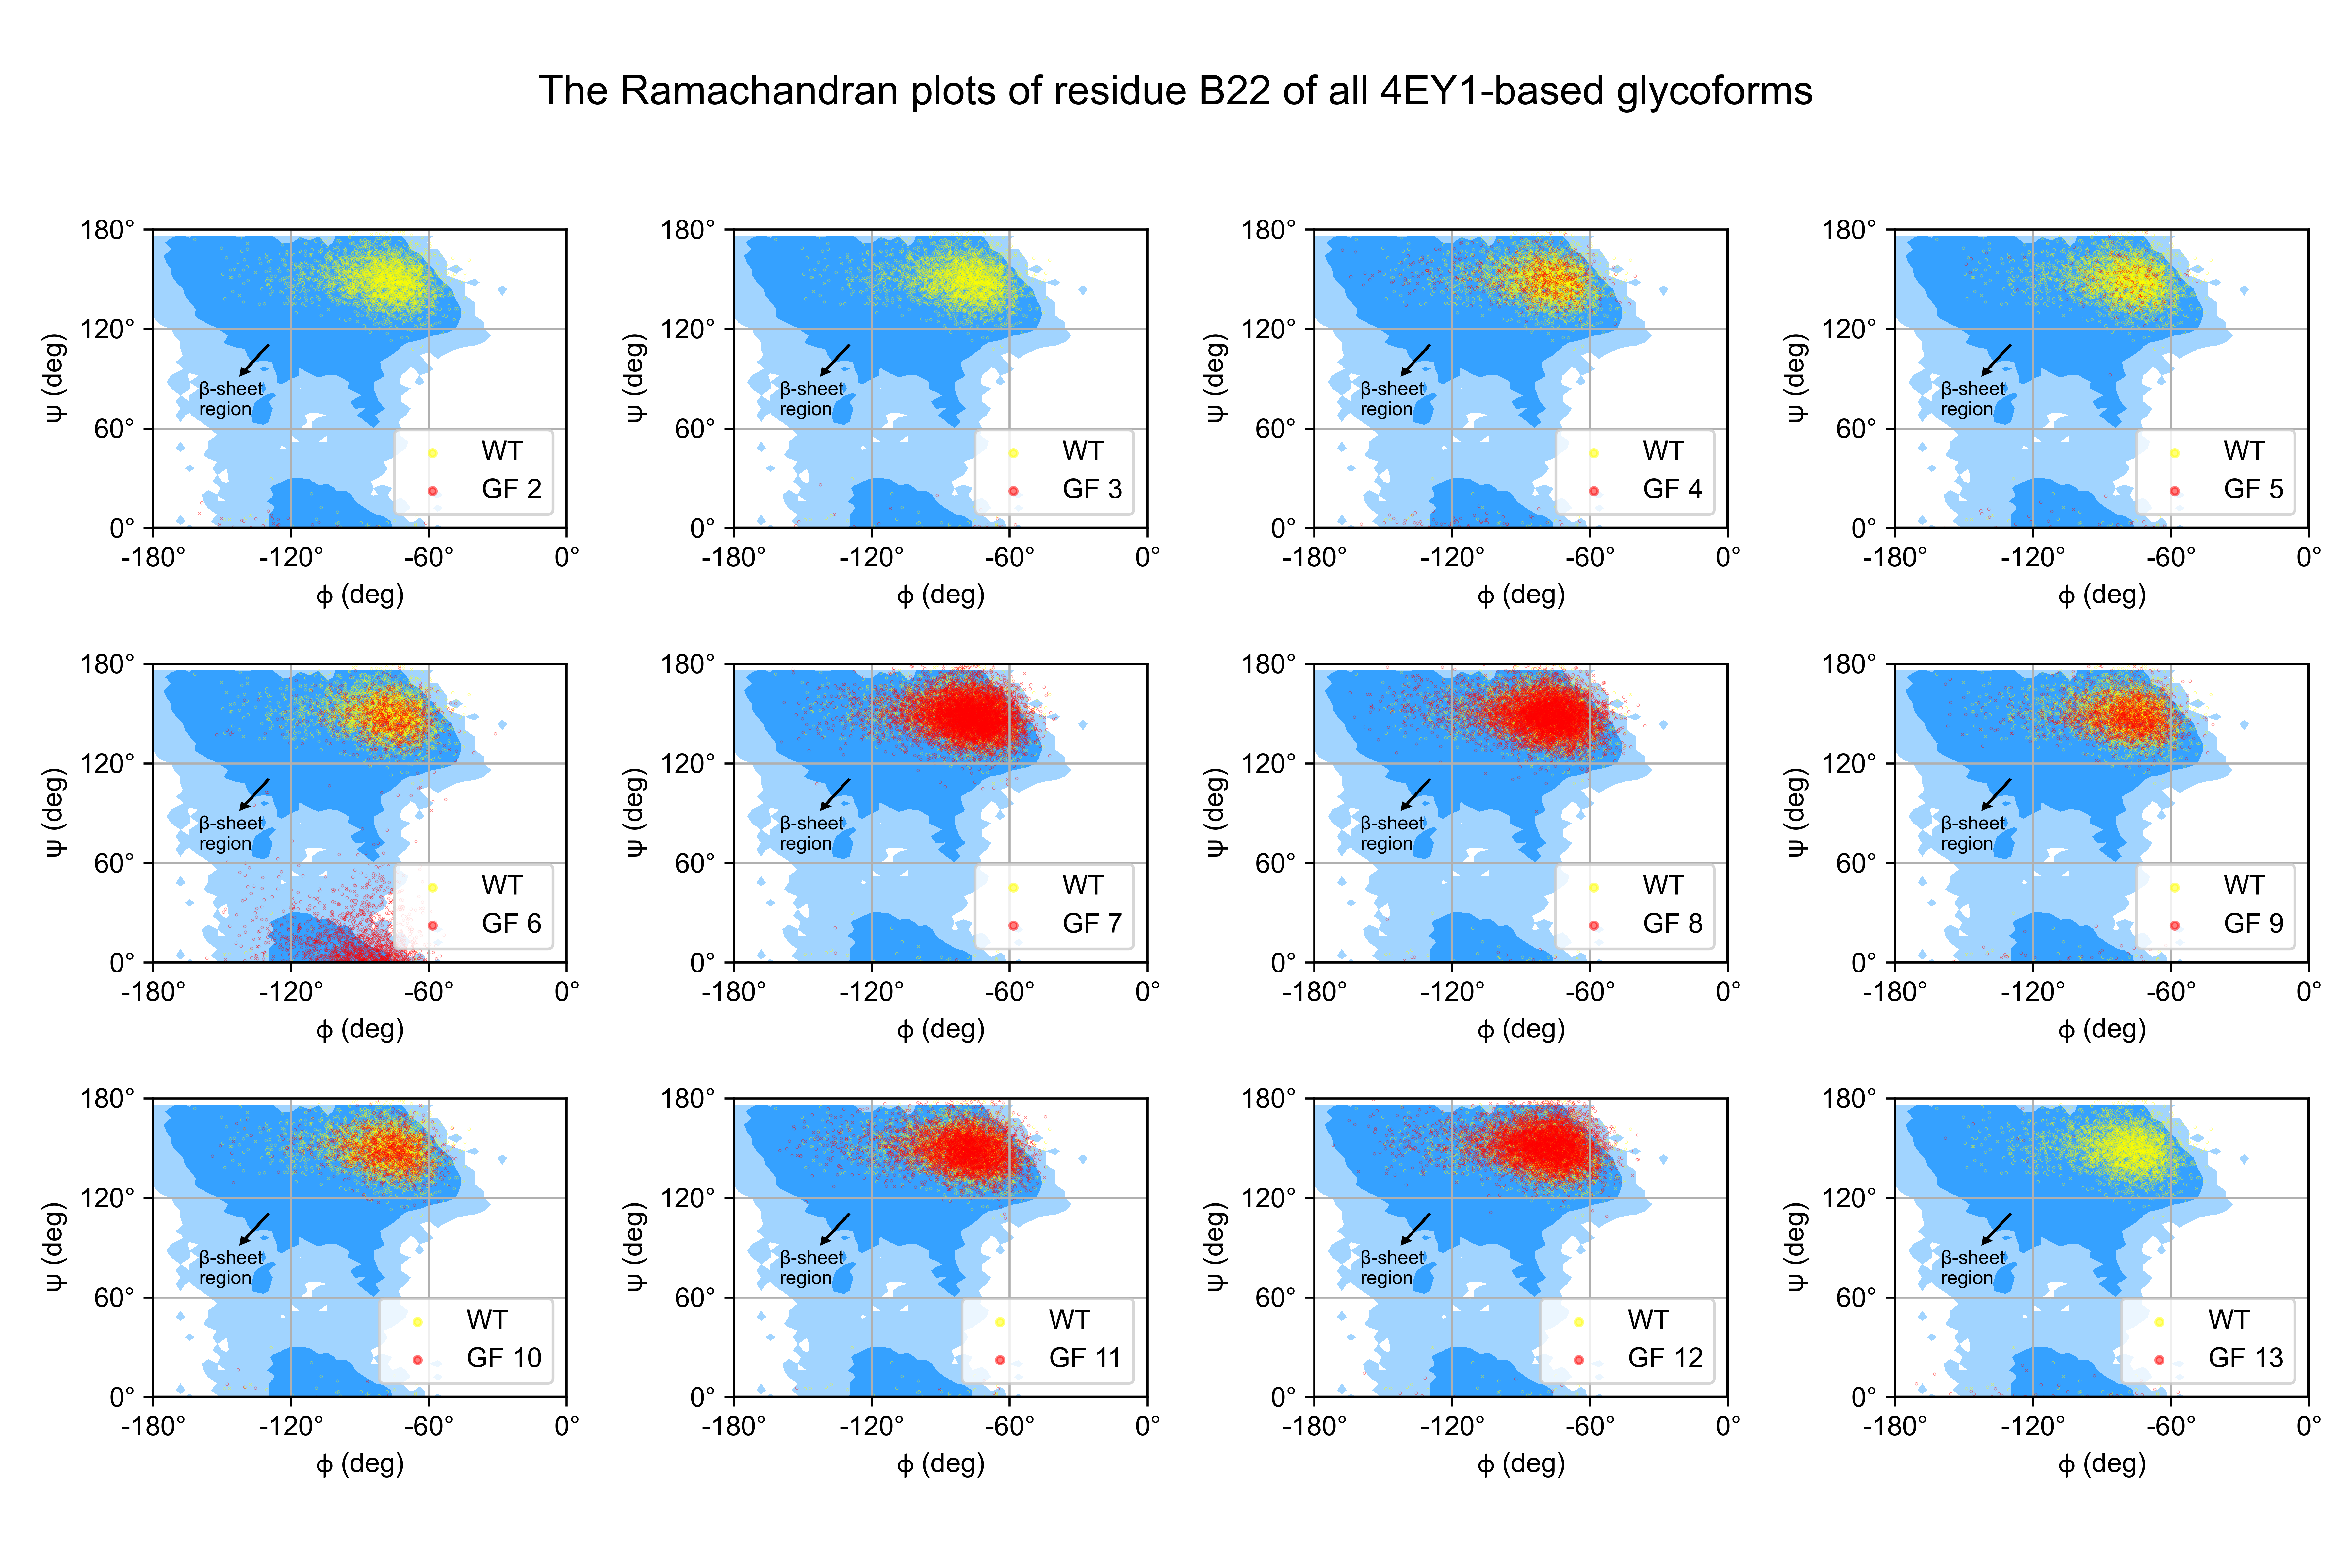 The Ramachandran plots of residue B22 of all 4EY1-based glycoforms
180°
120°
60°
0°
ψ (deg)
β-sheet
region
WT
GF 2
-180°
-120°
-60°
0°
ϕ (deg)
180°
120°
60°
0°
ψ (deg)
β-sheet
region
WT
GF 3
-180°
-120°
-60°
0°
ϕ (deg)
180°
120°
60°
0°
ψ (deg)
β-sheet
region
WT
GF 4
-180°
-120°
-60°
0°
ϕ (deg)
180°
120°
60°
0°
ψ (deg)
β-sheet
region
WT
GF 5
-180°
-120°
-60°
0°
ϕ (deg)
180°
120°
60°
0°
ψ (deg)
β-sheet
region
WT
GF 6
-180°
-120°
-60°
0°
ϕ (deg)
180°
120°
60°
0°
ψ (deg)
β-sheet
region
WT
GF 7
-180°
-120°
-60°
0°
ϕ (deg)
180°
120°
60°
0°
ψ (deg)
β-sheet
region
WT
GF 8
-180°
-120°
-60°
0°
ϕ (deg)
180°
120°
60°
0°
ψ (deg)
β-sheet
region
WT
GF 9
-180°
-120°
-60°
0°
ϕ (deg)
180°
120°
60°
0°
ψ (deg)
β-sheet
region
WT
GF 10
-180°
-120°
-60°
0°
ϕ (deg)
180°
120°
60°
0°
ψ (deg)
β-sheet
region
WT
GF 11
-180°
-120°
-60°
0°
ϕ (deg)
180°
120°
60°
0°
ψ (deg)
β-sheet
region
WT
GF 12
-180°
-120°
-60°
0°
ϕ (deg)
180°
120°
60°
0°
ψ (deg)
β-sheet
region
WT
GF 13
-180°
-120°
-60°
0°
ϕ (deg)